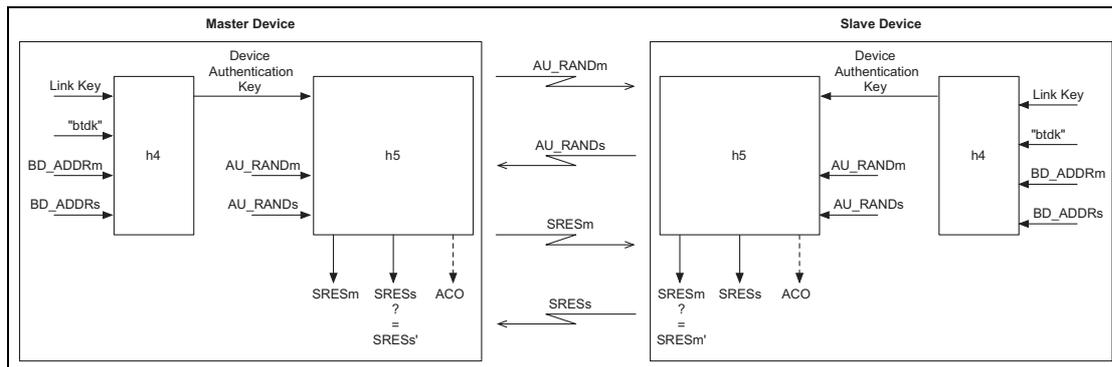 Master Device
Slave Device
Device
Authentication
Key
Link Key
"btdk"
BD_ADDRm
BD_ADDRs
h4
AU_RANDm
AU_RANDs
h5
SRESm
SRESs
?
=
SRESs'
ACO
AU_RANDm
AU_RANDs
SRESm
SRESs
Device
Authentication
Key
h5
AU_RANDm
AU_RANDs
h4
Link Key
"btdk"
BD_ADDRm
BD_ADDRs
SRESm
?
=
SRESm'
SRESs
ACO